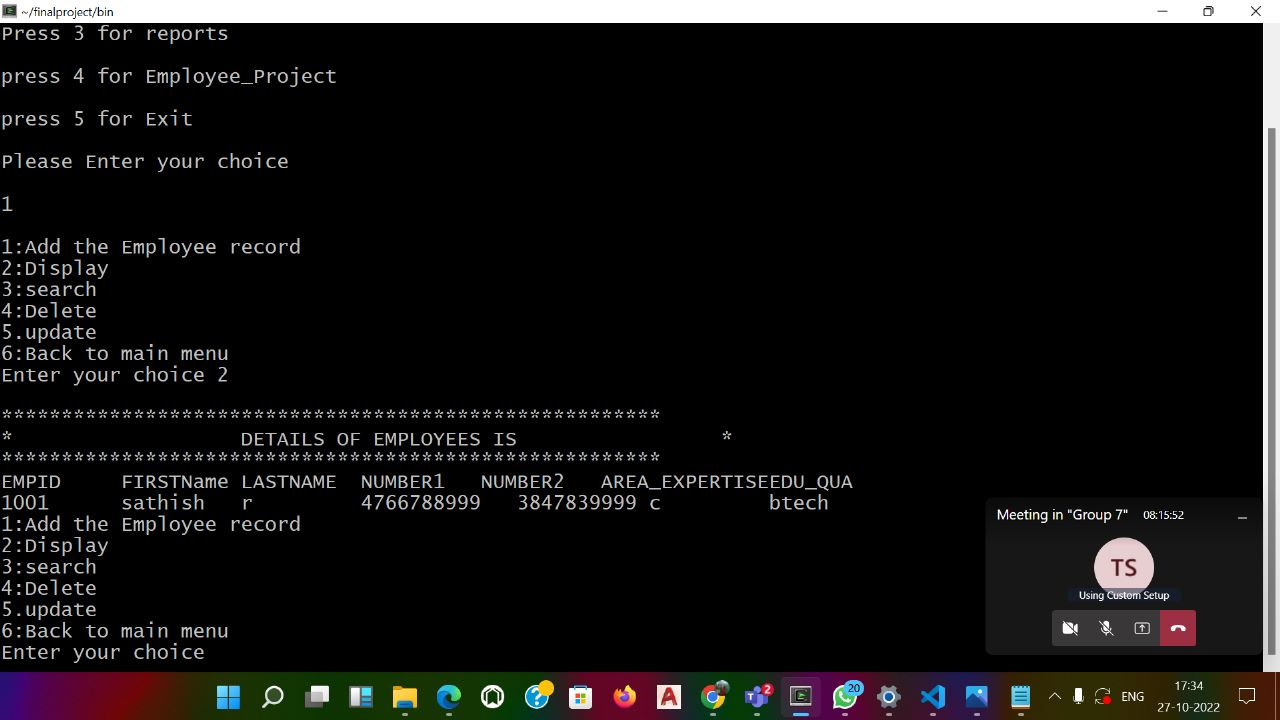 ~/finalproject/bin
Press 3 for reports
press 4 for Employee_Project
press 5 for Exit
Please Enter your choice
1
1:Add the Employee record
2:Display
3:search
4:Delete
5.update
6:Back to main menu
Enter your choice 2
*******************************************************
* DETAILS OF EMPLOYEES IS *
*******************************************************
EMPID FIRSTName LASTNAME NUMBER1 NUMBER2 AREA_EXPERTISEEDU_QUA
1001 sathish r 4766788999 3847839999 c btech
1:Add the Employee record
2:Display
3:search
4:Delete
5.update
6:Back to main menu
Enter your choice
Meeting in "Group 7" 08:15:52
TS
Using Custom Setup
2
20
ENG
17:34
27-10-2022